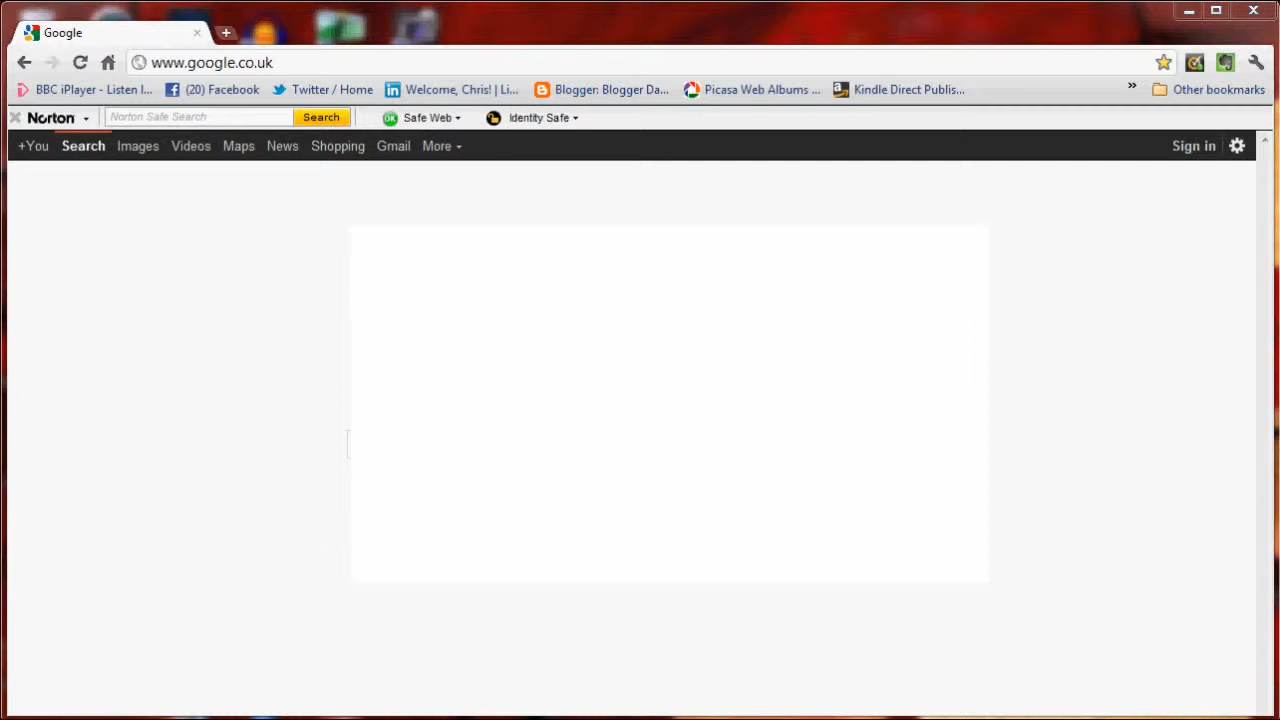 Google
www.google.co.uk
BBC iPlayer - Listen l... (20) Facebook Twitter / Home Welcome, Chris! | Li... Blogger: Blogger Da... Picasa Web Albums ... Kindle Direct Publis... » Other bookmarks
Norton Norton Safe Search Search OK Safe Web Identity Safe
+You Search Images Videos Maps News Shopping Gmail More Sign in